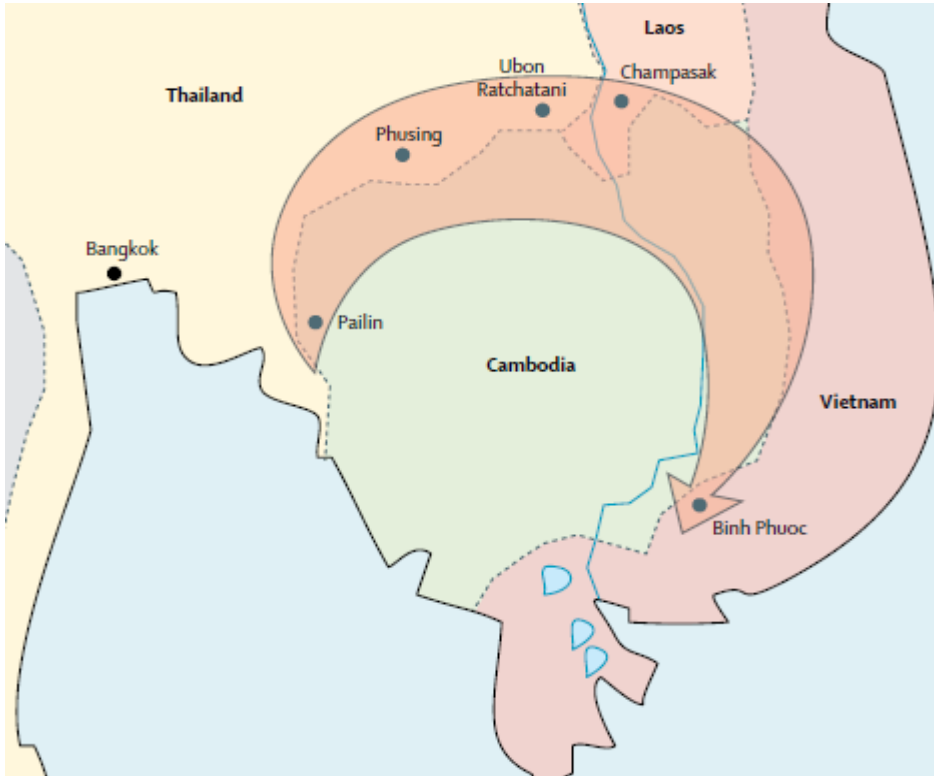 Laos
Ubon
Ratchatani
Champasak
Thailand
Phusing
Bangkok
Pailin
Cambodia
Vietnam
Binh Phuoc